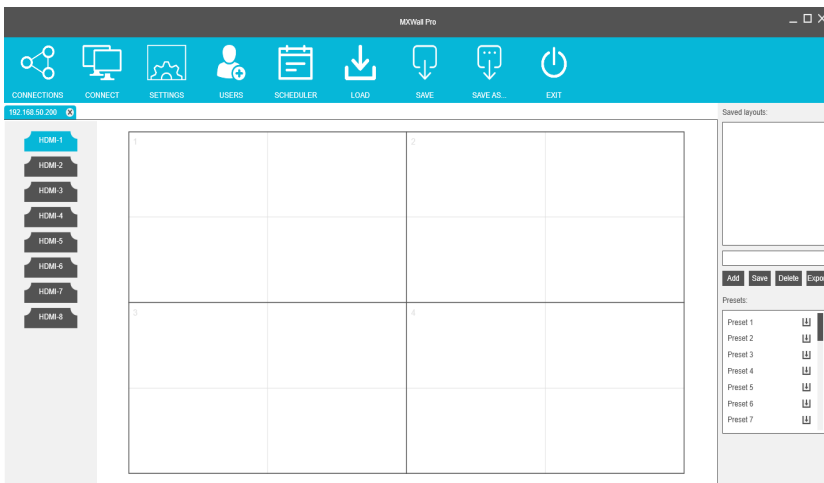 MXWall Pro
CONNECTIONS CONNECT SETTINGS USERS SCHEDULER LOAD SAVE SAVE AS... EXIT
192.168.50.200
Saved layouts:
HDMI-1
HDMI-2
HDMI-3
HDMI-4
HDMI-5
HDMI-6
HDMI-7
HDMI-8
1 2
3 4
Add Save Delete Expor
Presets:
Preset 1
Preset 2
Preset 3
Preset 4
Preset 5
Preset 6
Preset 7